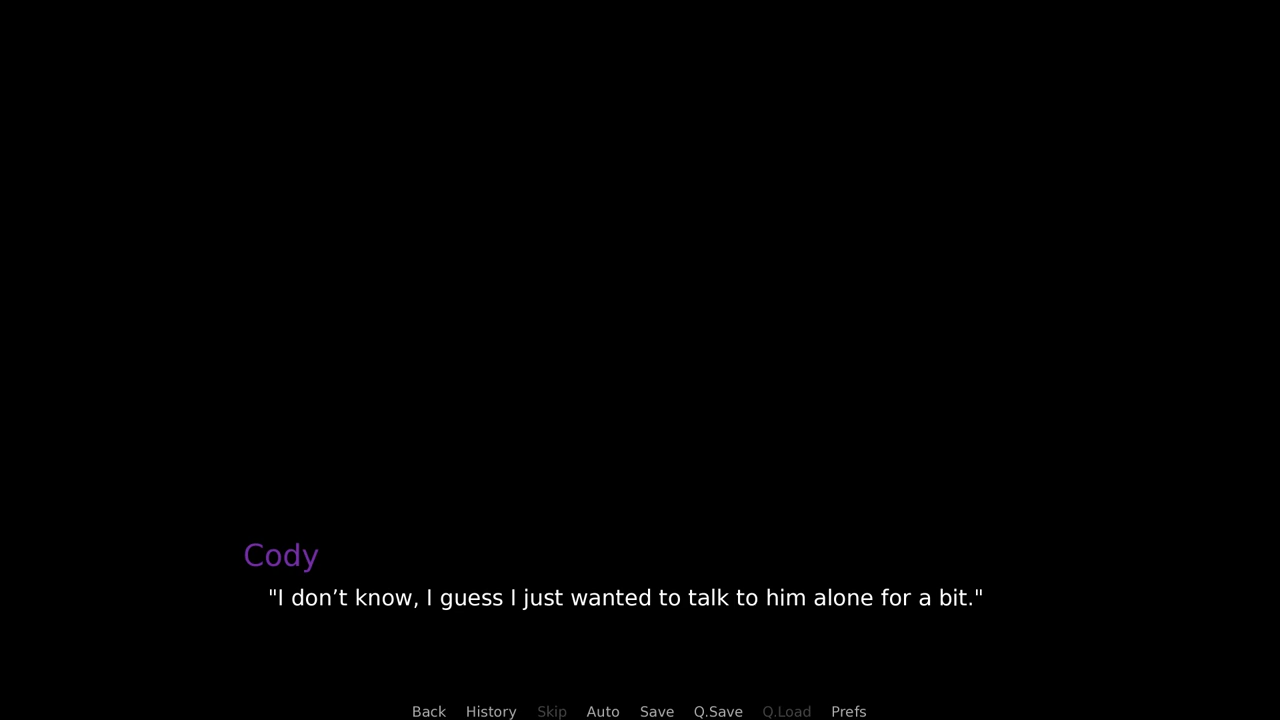 Cody
"I don’t know, I guess I just wanted to talk to him alone for a bit."
Back History Skip Auto Save Q.Save Q.Load Prefs